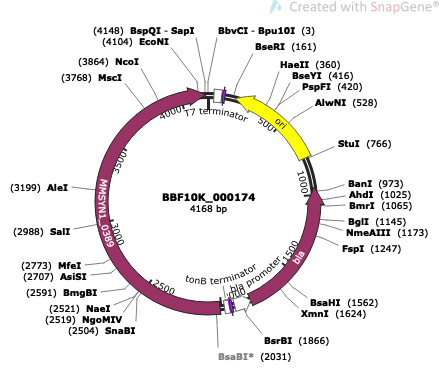 Created with SnapGene®
(4148) BspQI - SapI
(4104) EcoNI
(3864) NcoI
(3768) MscI
BbvCI - Bpu10I (3)
BseRI (161)
HaeII (360)
BseYI (416)
PspFI (420)
AlwNI (528)
StuI (766)
BanI (973)
AhdI (1025)
BmrI (1065)
BglI (1145)
NmeAIII (1173)
FspI (1247)
BsaHI (1562)
XmnI (1624)
BsrBI (1866)
BsaBI* (2031)
(3199) AleI
(2988) SalI
(2773) MfeI
(2707) AsiSI
(2591) BmgBI
(2521) NaeI
(2519) NgoMIV
(2504) SnaBI
4000
T7 terminator
500
ori
1000
1500
bla
bla promoter
tonB terminator
2500
3000
3500
MMSYN1_0389
BBF10K_000174
4168 bp